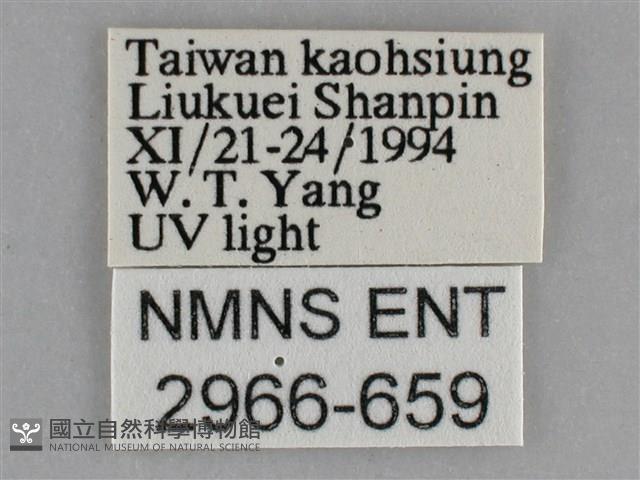 Taiwan kaohsiung
Liukuei Shanpin
XI/21-24/1994
W. T. Yang
UV light
NMNS ENT
2966-659
國立自然科學博物館
NATIONAL MUSEUM OF NATURAL SCIENCE